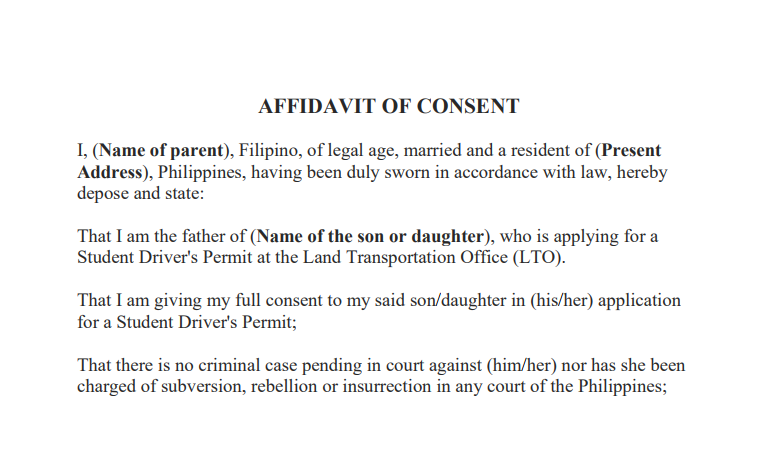 AFFIDAVIT OF CONSENT
I, (Name of parent), Filipino, of legal age, married and a resident of (Present
Address), Philippines, having been duly sworn in accordance with law, hereby
depose and state:
That I am the father of (Name of the son or daughter), who is applying for a
Student Driver's Permit at the Land Transportation Office (LTO).
That I am giving my full consent to my said son/daughter in (his/her) application
for a Student Driver's Permit;
That there is no criminal case pending in court against (him/her) nor has she been
charged of subversion, rebellion or insurrection in any court of the Philippines;